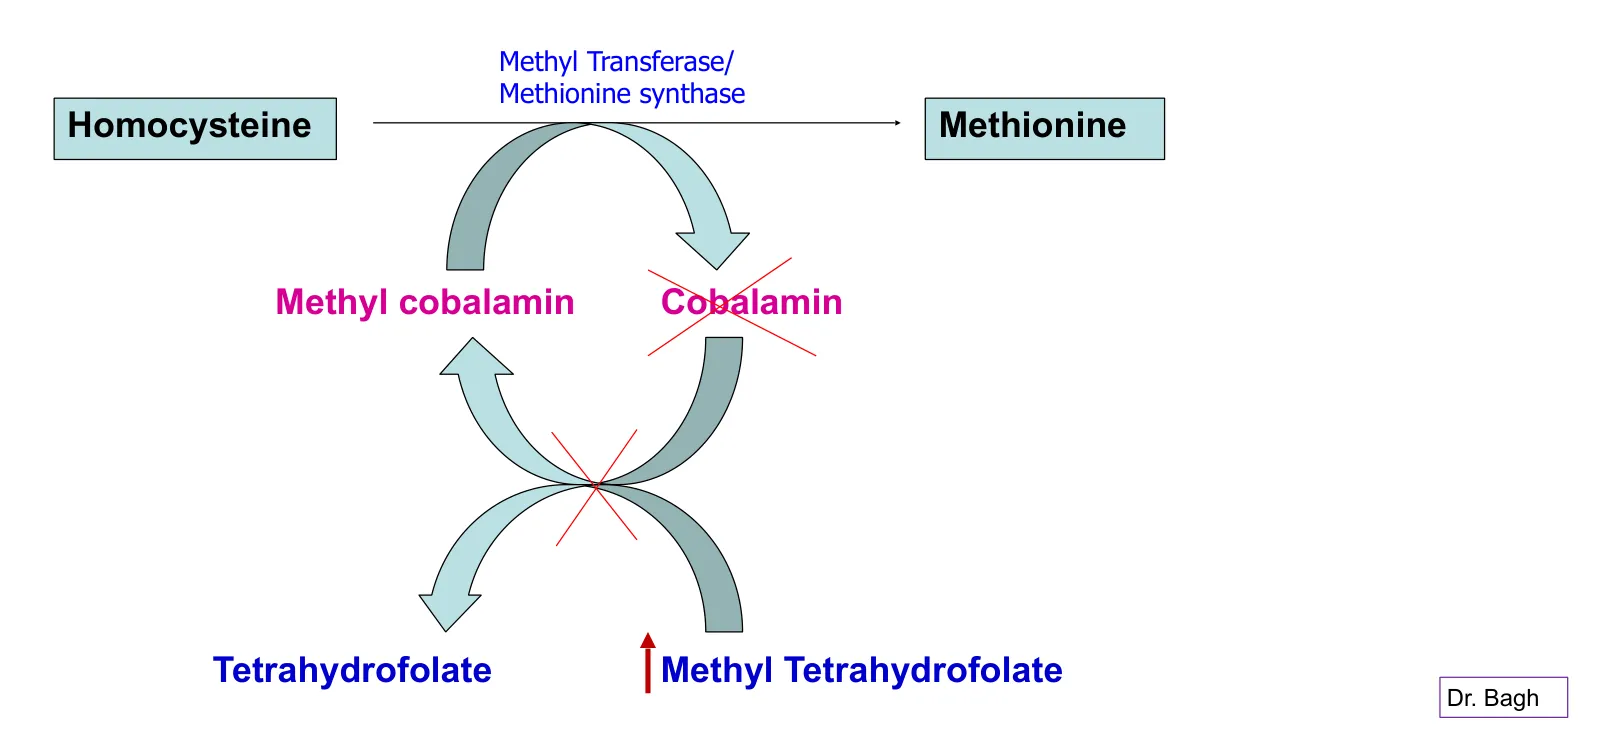 Methyl Transferase/
Methionine synthase
Homocysteine
Methionine
Methyl cobalamin
Cobalamin
Tetrahydrofolate
Methyl Tetrahydrofolate
Dr. Bagh